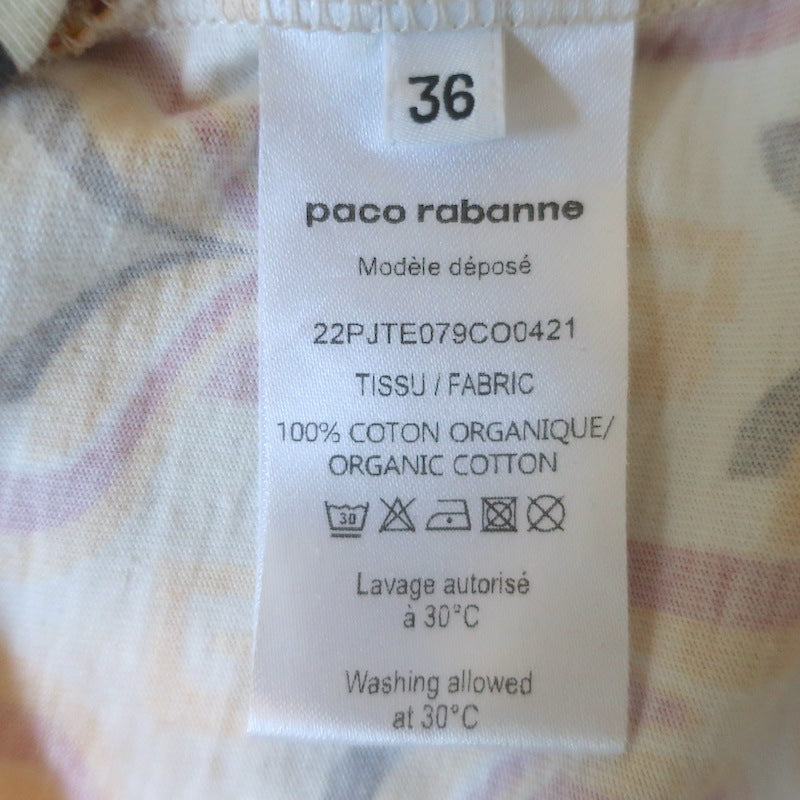 36
paco rabanne
Modèle déposé
22PJTE079CO0421
TISSU / FABRIC
100% COTON ORGANIQUE/
ORGANIC COTTON
30
Lavage autorisé
à 30°C
Washing allowed
at 30°C